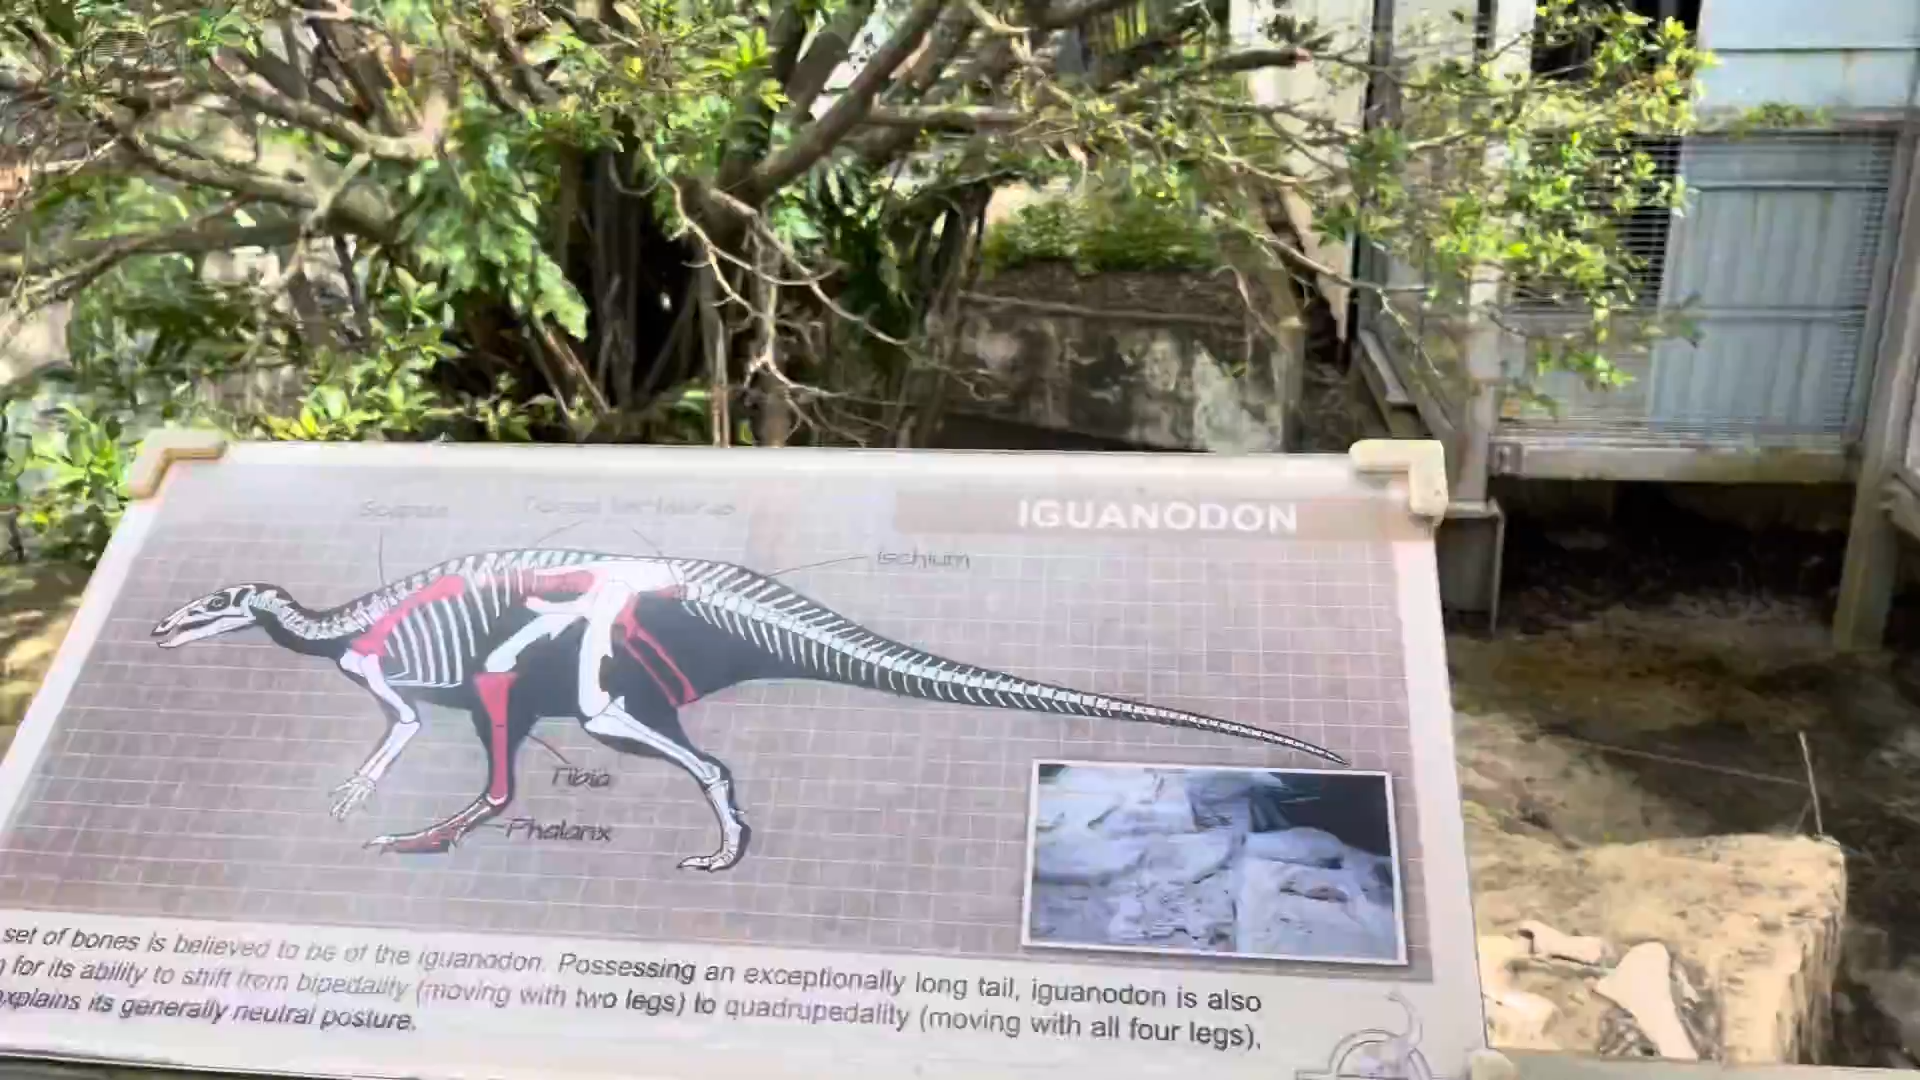 IGUANODON
Dorsal Vertebrae
Ischium
Tibia
Phalanx
set of bones is believed to be of the iguanodon. Possessing an exceptionally long tail, iguanodon is also
for its ability to shift from bipedality (moving with two legs) to quadrupedality (moving with all four legs),
explains its generally neutral posture.